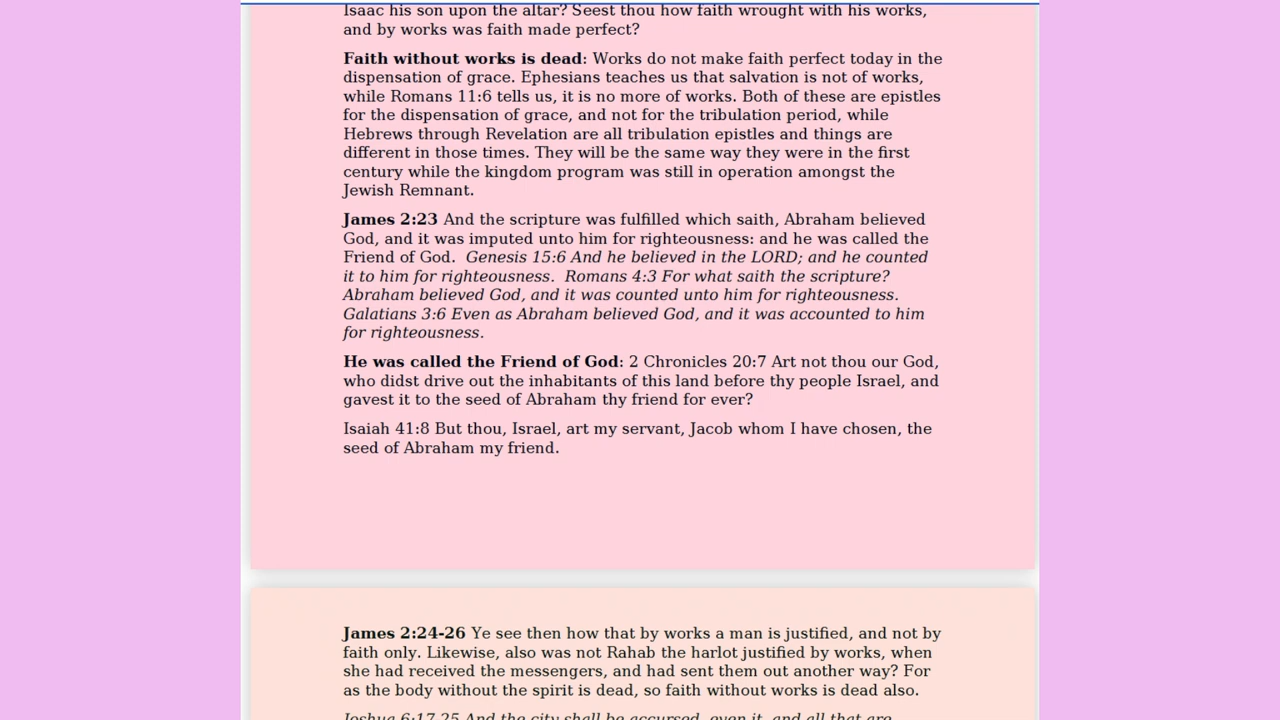 Isaac his son upon the altar? Seest thou how faith wrought with his works,
and by works was faith made perfect?
Faith without works is dead: Works do not make faith perfect today in the
dispensation of grace. Ephesians teaches us that salvation is not of works,
while Romans 11:6 tells us, it is no more of works. Both of these are epistles
for the dispensation of grace, and not for the tribulation period, while
Hebrews through Revelation are all tribulation epistles and things are
different in those times. They will be the same way they were in the first
century while the kingdom program was still in operation amongst the
Jewish Remnant.
James 2:23 And the scripture was fulfilled which saith, Abraham believed
God, and it was imputed unto him for righteousness: and he was called the
Friend of God. Genesis 15:6 And he believed in the LORD; and he counted
it to him for righteousness. Romans 4:3 For what saith the scripture?
Abraham believed God, and it was counted unto him for righteousness.
Galatians 3:6 Even as Abraham believed God, and it was accounted to him
for righteousness.
He was called the Friend of God: 2 Chronicles 20:7 Art not thou our God,
who didst drive out the inhabitants of this land before thy people Israel, and
gavest it to the seed of Abraham thy friend for ever?
Isaiah 41:8 But thou, Israel, art my servant, Jacob whom I have chosen, the
seed of Abraham my friend.
James 2:24-26 Ye see then how that by works a man is justified, and not by
faith only. Likewise, also was not Rahab the harlot justified by works, when
she had received the messengers, and had sent them out another way? For
as the body without the spirit is dead, so faith without works is dead also.
Joshua 6:17,25 And the city shall be accursed, even it, and all that are